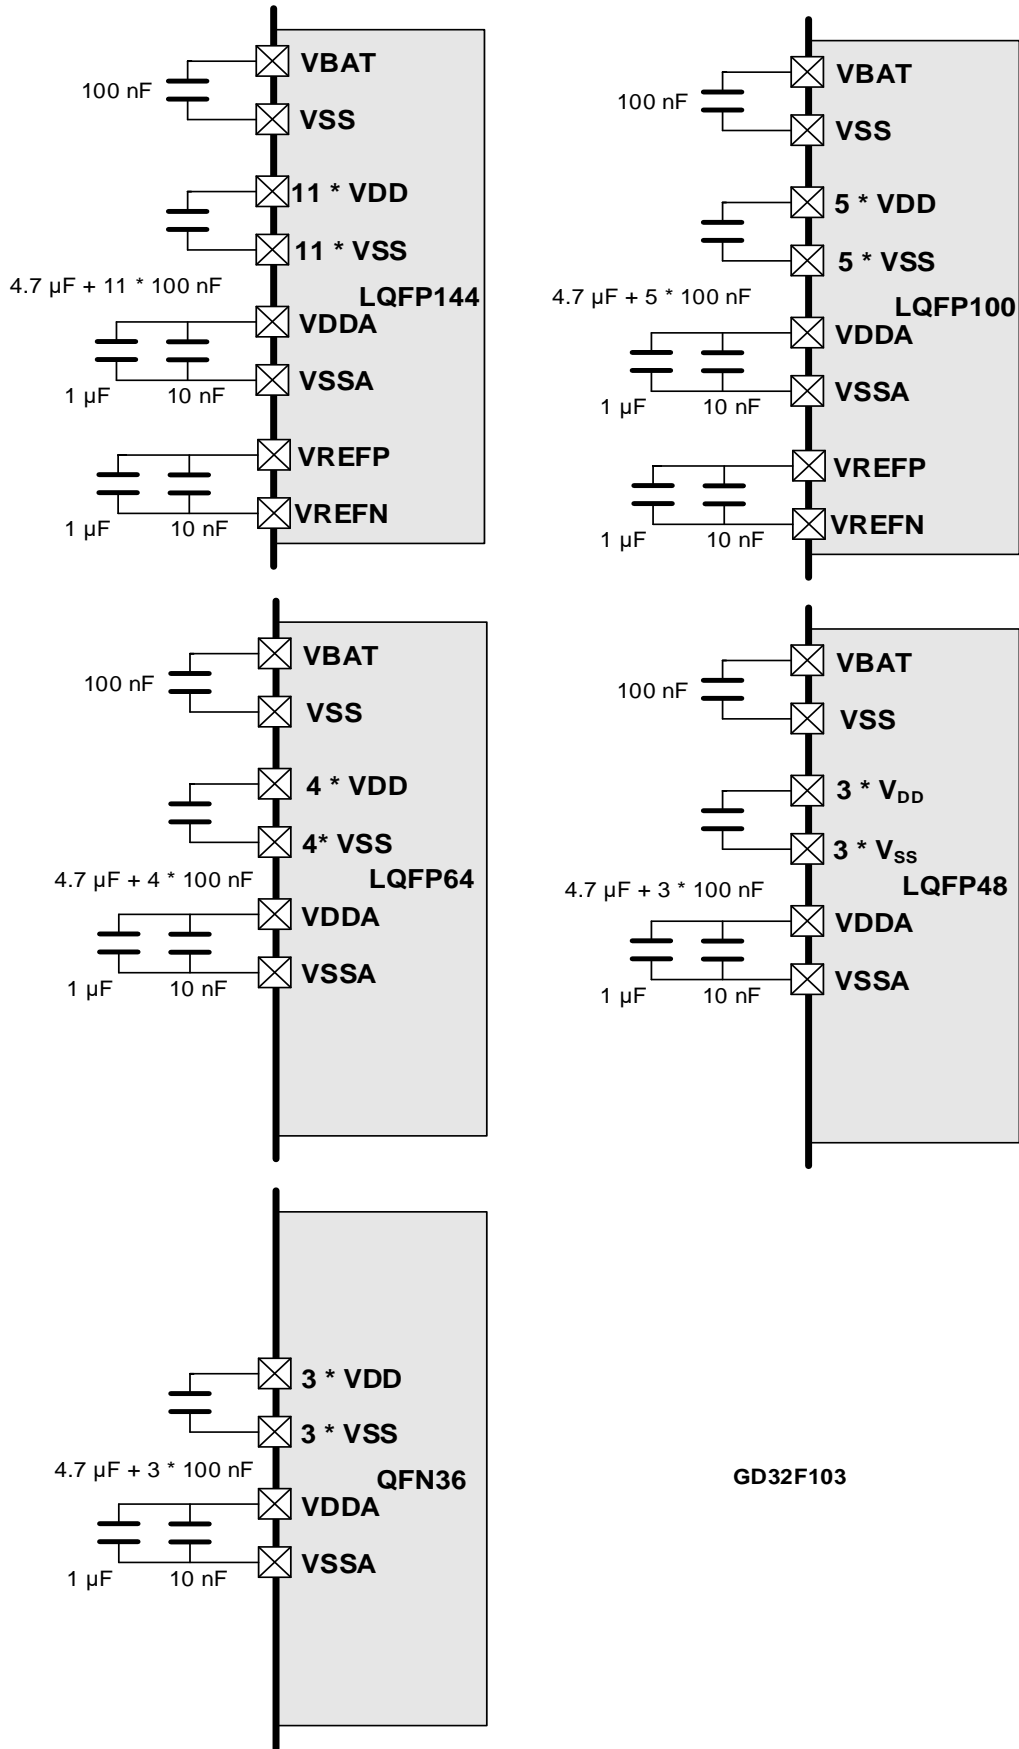 VBAT
100 nF
VSS
11 * VDD
11 * VSS
4.7 µF + 11 * 100 nF
LQFP144
VDDA
VSSA
1 µF
10 nF
VREFP
VREFN
1 µF
10 nF
VBAT
100 nF
VSS
5 * VDD
5 * VSS
4.7 µF + 5 * 100 nF
LQFP100
VDDA
VSSA
1 µF
10 nF
VREFP
VREFN
1 µF
10 nF
VBAT
100 nF
VSS
4 * VDD
4* VSS
4.7 µF + 4 * 100 nF
LQFP64
VDDA
VSSA
1 µF
10 nF
VBAT
100 nF
VSS
3 * VDD
3 * VSS
4.7 µF + 3 * 100 nF
LQFP48
VDDA
VSSA
1 µF
10 nF
3 * VDD
3 * VSS
4.7 µF + 3 * 100 nF
QFN36
VDDA
VSSA
1 µF
10 nF
GD32F103